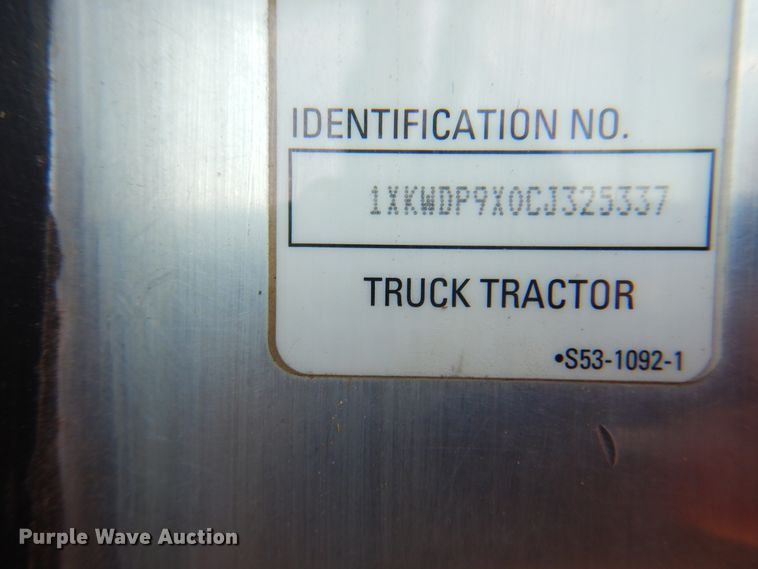 IDENTIFICATION NO.
1XKWDP9X0CJ325337
TRUCK TRACTOR
•S53-1092-1
Purple Wave Auction